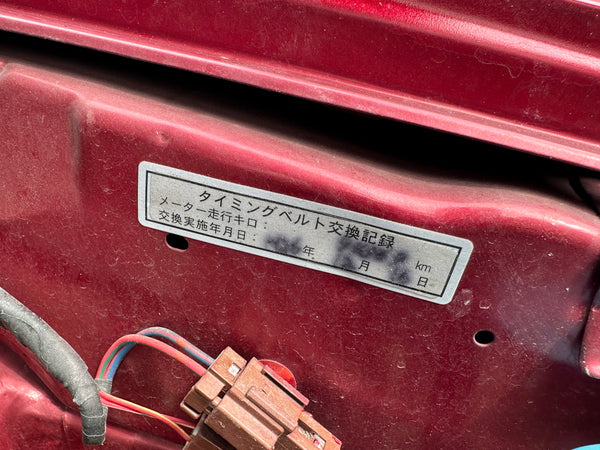 タイミングベルト交換記録
メーター走行キロ： km
交換実施年月日： 年 月 日